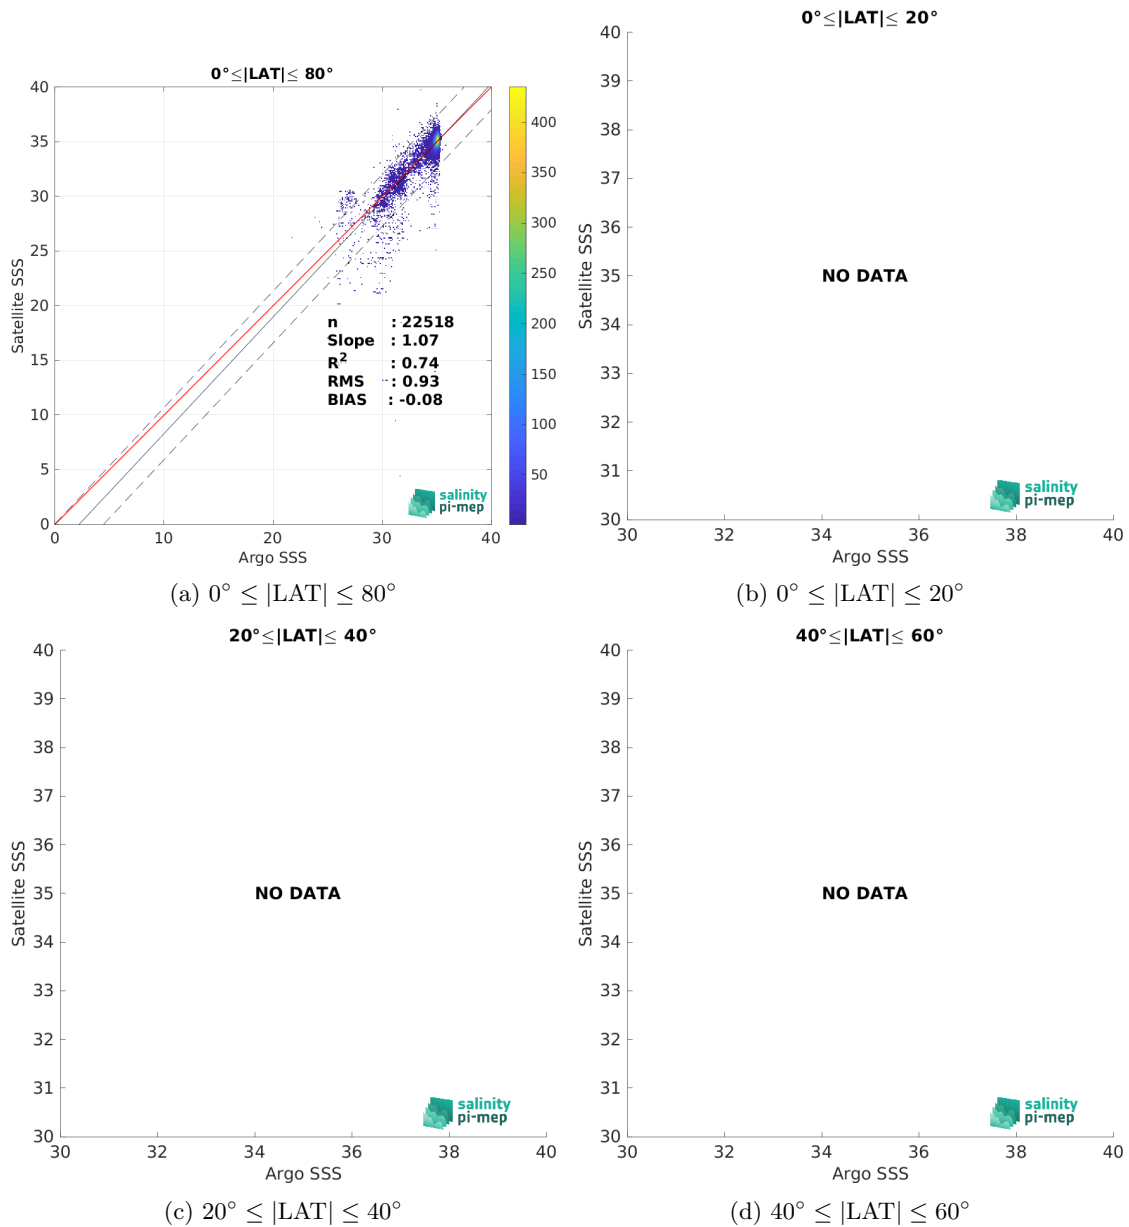 0°≤|LAT|≤ 80°
40
35
30
25
20
15
10
5
0
0
10
20
30
40
Satellite SSS
Argo SSS
n : 22518
Slope : 1.07
R² : 0.74
RMS : 0.93
BIAS : -0.08
400
350
300
250
200
150
100
50
salinity
pi-mep
(a) 0° ≤ |LAT| ≤ 80°
0°≤|LAT|≤ 20°
40
39
38
37
36
35
34
33
32
31
30
30
32
34
36
38
40
Satellite SSS
Argo SSS
NO DATA
salinity
pi-mep
(b) 0° ≤ |LAT| ≤ 20°
20°≤|LAT|≤ 40°
40
39
38
37
36
35
34
33
32
31
30
30
32
34
36
38
40
Satellite SSS
Argo SSS
NO DATA
salinity
pi-mep
(c) 20° ≤ |LAT| ≤ 40°
40°≤|LAT|≤ 60°
40
39
38
37
36
35
34
33
32
31
30
30
32
34
36
38
40
Satellite SSS
Argo SSS
NO DATA
salinity
pi-mep
(d) 40° ≤ |LAT| ≤ 60°